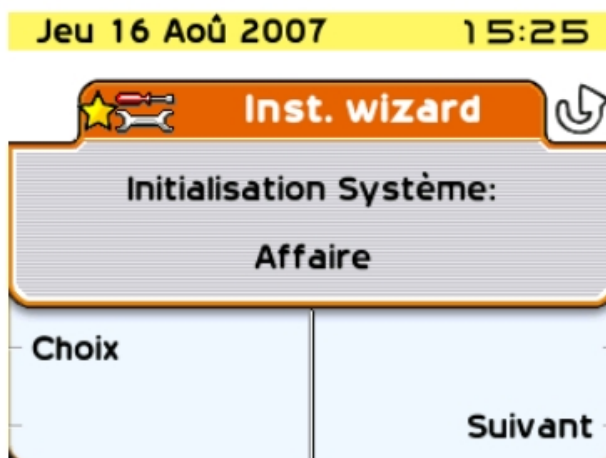 Jeu 16 Aoû 2007 15:25
Inst. wizard
Initialisation Système:
Affaire
Choix
Suivant